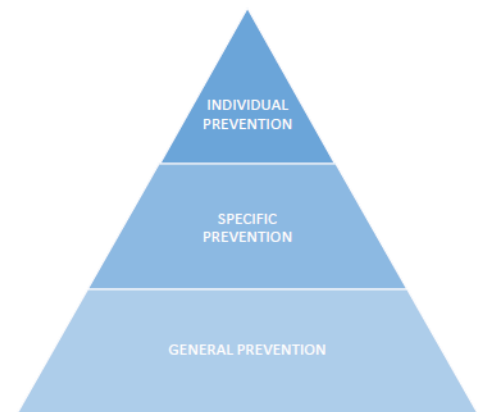 INDIVIDUAL
PREVENTION
SPECIFIC
PREVENTION
GENERAL PREVENTION